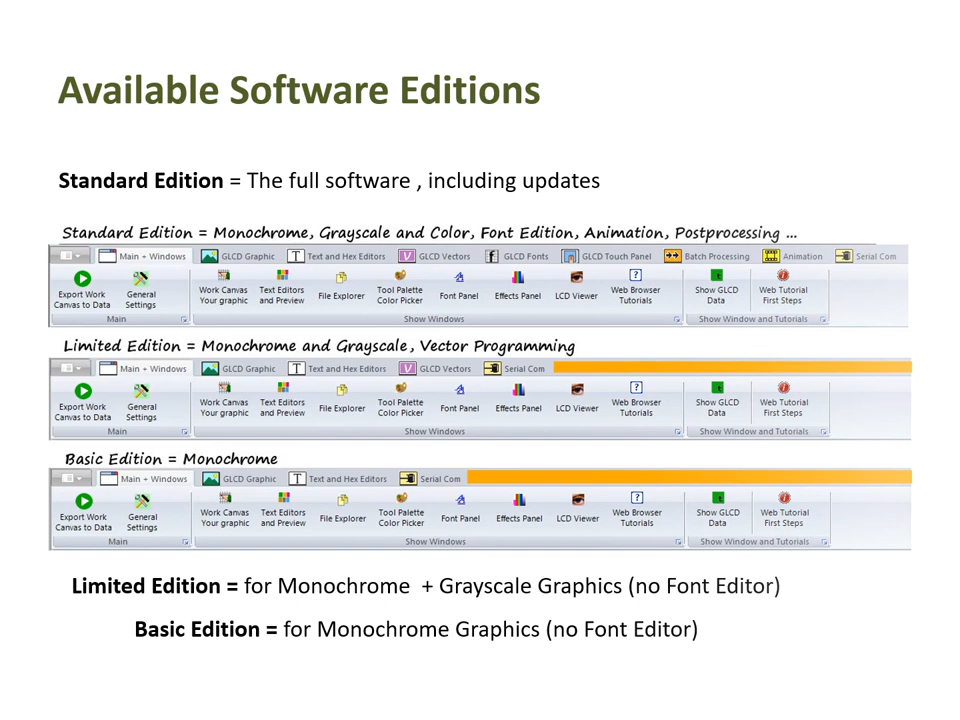 Available Software Editions
Standard Edition = The full software , including updates
Standard Edition = Monochrome, Grayscale and Color, Font Edition, Animation, Postprocessing ...
Main + Windows GLCD Graphic Text and Hex Editors GLCD Vectors GLCD Fonts GLCD Touch Panel Batch Processing Animation Serial Com
Export Work Canvas to Data General Settings Work Canvas Your graphic Text Editors and Preview File Explorer Tool Palette Color Picker Font Panel Effects Panel LCD Viewer Web Browser Tutorials Show GLCD Data Web Tutorial First Steps
Main Show Windows Show Window and Tutorials
Limited Edition = Monochrome and Grayscale, Vector Programming
Main + Windows GLCD Graphic Text and Hex Editors GLCD Vectors Serial Com
Export Work Canvas to Data General Settings Work Canvas Your graphic Text Editors and Preview File Explorer Tool Palette Color Picker Font Panel Effects Panel LCD Viewer Web Browser Tutorials Show GLCD Data Web Tutorial First Steps
Main Show Windows Show Window and Tutorials
Basic Edition = Monochrome
Main + Windows GLCD Graphic Text and Hex Editors Serial Com
Export Work Canvas to Data General Settings Work Canvas Your graphic Text Editors and Preview File Explorer Tool Palette Color Picker Font Panel Effects Panel LCD Viewer Web Browser Tutorials Show GLCD Data Web Tutorial First Steps
Main Show Windows Show Window and Tutorials
Limited Edition = for Monochrome + Grayscale Graphics (no Font Editor)
Basic Edition = for Monochrome Graphics (no Font Editor)